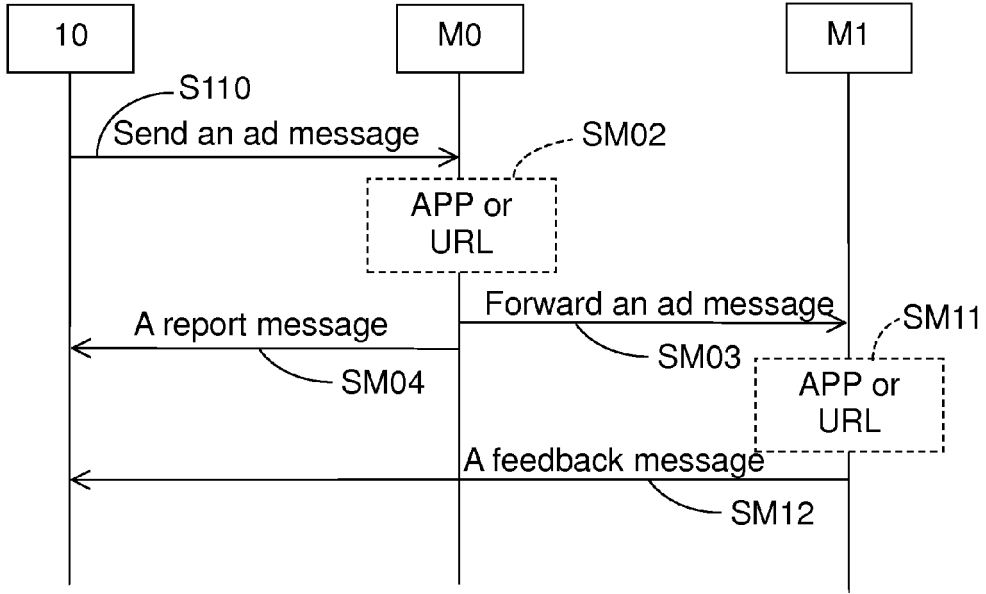 10
M0
M1
S110
Send an ad message
SM02
APP or
URL
Forward an ad message
SM11
A report message
SM03
SM04
APP or
URL
A feedback message
SM12